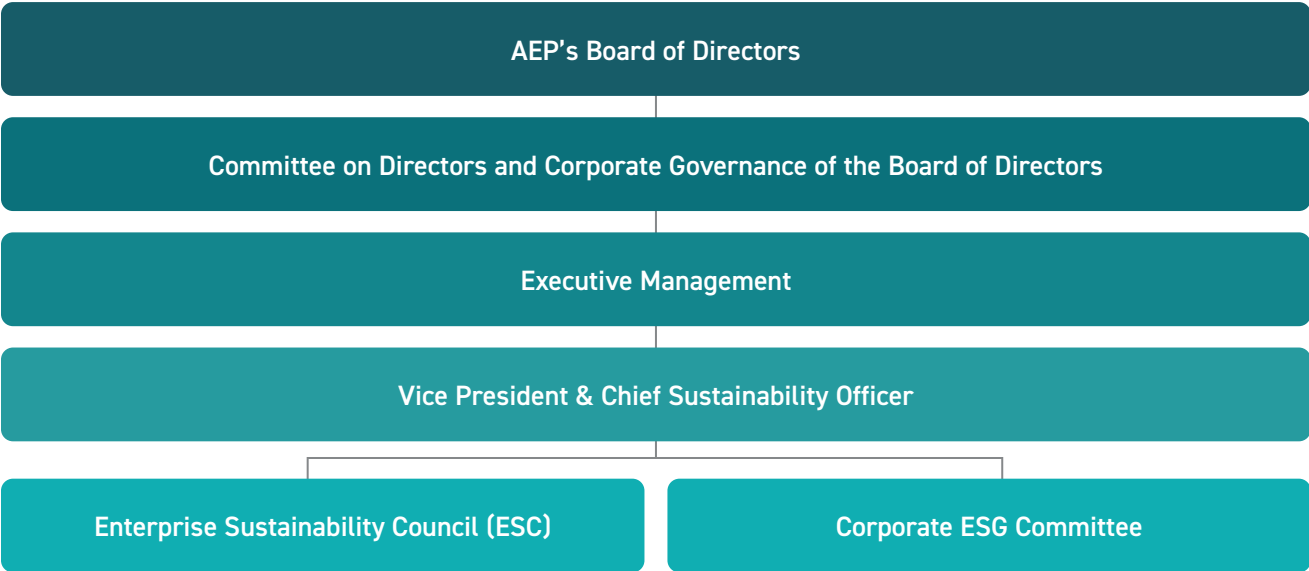 AEP’s Board of Directors
Committee on Directors and Corporate Governance of the Board of Directors
Executive Management
Vice President & Chief Sustainability Officer
Enterprise Sustainability Council (ESC)
Corporate ESG Committee